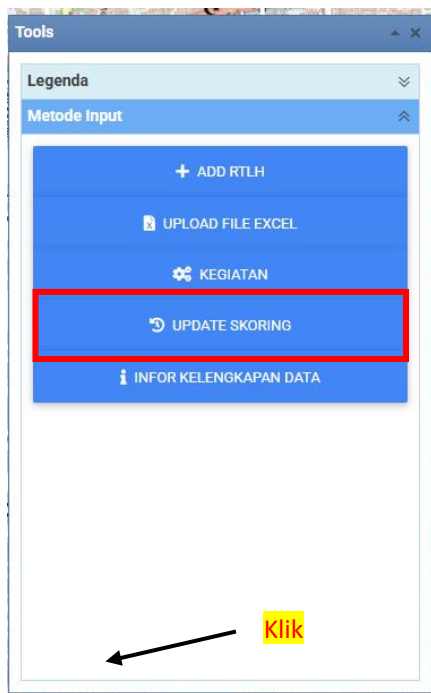 Tools
Legenda
Metode Input
ADD RTLH
UPLOAD FILE EXCEL
KEGIATAN
UPDATE SKORING
INFOR KELENGKAPAN DATA
Klik